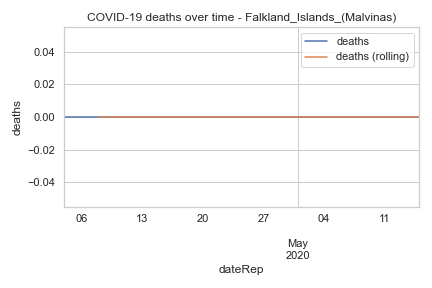 COVID-19 deaths over time - Falkland_Islands_(Malvinas)
deaths
deaths (rolling)
0.04
0.02
0.00
−0.02
−0.04
deaths
06 13 20 27 04 11
May
2020
dateRep